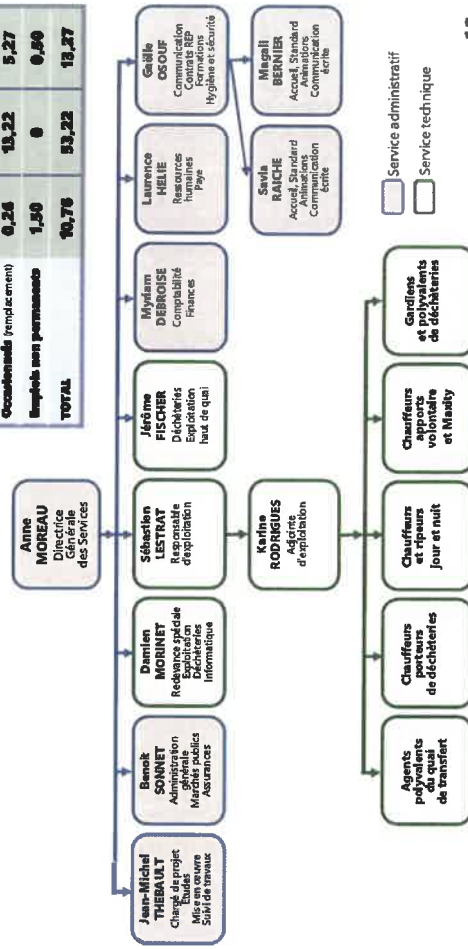 Occasionnels (remplacement) 0,26 13,22 5,27
Emplois non permanents 1,50 0 0,50
TOTAL 10,76 53,22 13,27
Anne
MOREAU
Directrice
Générale
des Services
Jean-Michel
THEBAULT
Chargé de projet
Etudes
Mise en œuvre
Suivi de travaux
Benoit
SONNET
Administration
générale
Marchés publics
Assurances
Damien
MORINET
Redevance spéciale
Exploitation
Déchèteries
Informatique
Sébastien
LESTRAT
Responsable
d'exploitation
Jérôme
FISCHER
Déchèteries
Exploitation
haut de quai
Myriam
DEBROISE
Comptabilité
Finances
Laurence
HELIE
Ressources
humaines
Paye
Gaëlle
OSOUF
Communication
Contrats REP
Formations
Hygiène et sécurité
Karine
RODRIGUES
Adjointe
d'exploitation
Savia
RAICHE
Accueil, Standard
Animations
Communication
écrite
Magali
BERNIER
Accueil, Standard
Animations
Communication
écrite
Agents
polyvalents
du quai
de transfert
Chauffeurs
porteurs
de déchèteries
Chauffeurs
et ripeurs
jour et nuit
Chauffeurs
apports
volontaire
et Maxity
Gardiens
et polyvalents
de déchèteries
Service administratif
Service technique